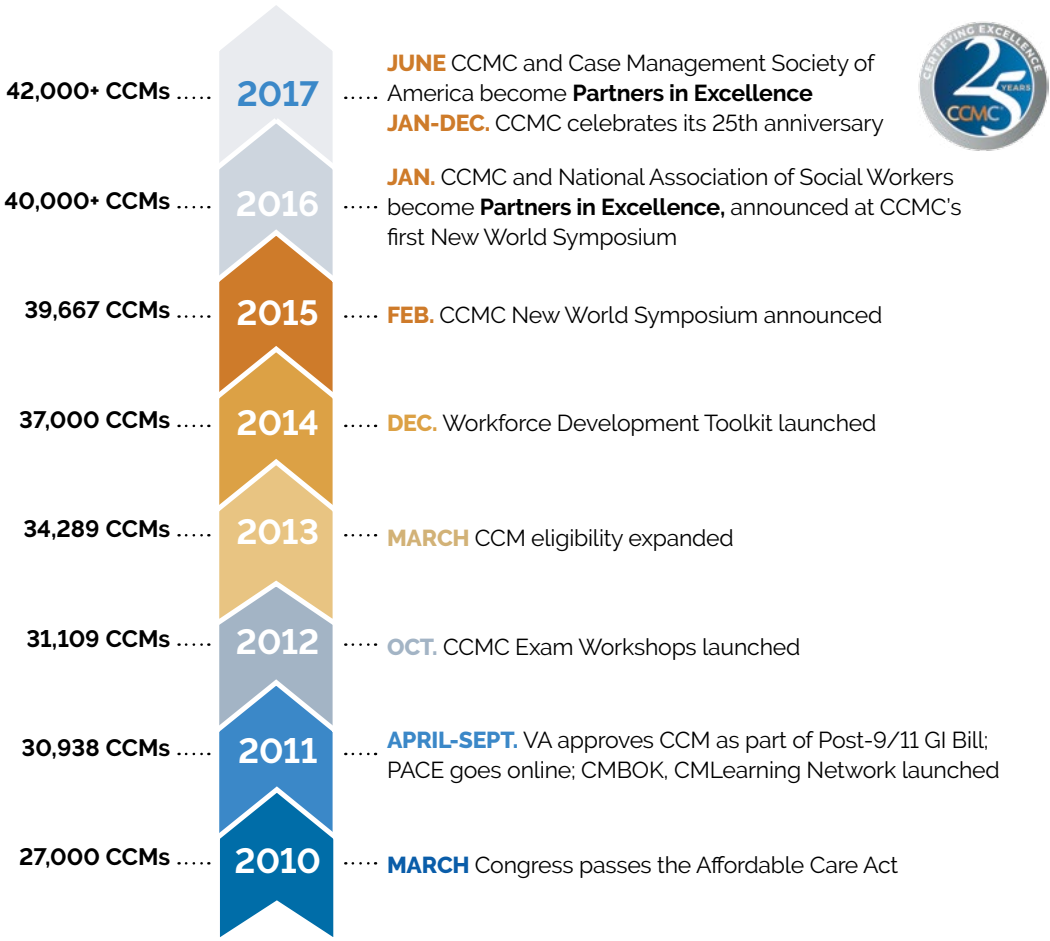 42,000+ CCMs ..... 2017 ..... JUNE CCMC and Case Management Society of
America become Partners in Excellence
JAN-DEC. CCMC celebrates its 25th anniversary
CERTIFYING EXCELLENCE
25
YEARS
CCMC
40,000+ CCMs ..... 2016 ..... JAN. CCMC and National Association of Social Workers
become Partners in Excellence, announced at CCMC's
first New World Symposium
39,667 CCMs ..... 2015 ..... FEB. CCMC New World Symposium announced
37,000 CCMs ..... 2014 ..... DEC. Workforce Development Toolkit launched
34,289 CCMs ..... 2013 ..... MARCH CCM eligibility expanded
31,109 CCMs ..... 2012 ..... OCT. CCMC Exam Workshops launched
30,938 CCMs ..... 2011 ..... APRIL-SEPT. VA approves CCM as part of Post-9/11 GI Bill;
PACE goes online; CMBOK, CMLearning Network launched
27,000 CCMs ..... 2010 ..... MARCH Congress passes the Affordable Care Act